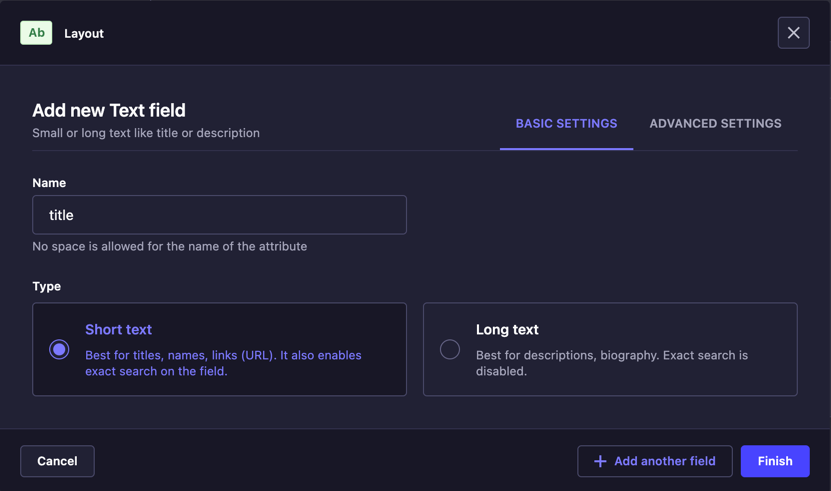 Ab Layout
Add new Text field
Small or long text like title or description
BASIC SETTINGS ADVANCED SETTINGS
Name
title
No space is allowed for the name of the attribute
Type
Short text
Best for titles, names, links (URL). It also enables
exact search on the field.
Long text
Best for descriptions, biography. Exact search is
disabled.
Cancel
Add another field
Finish